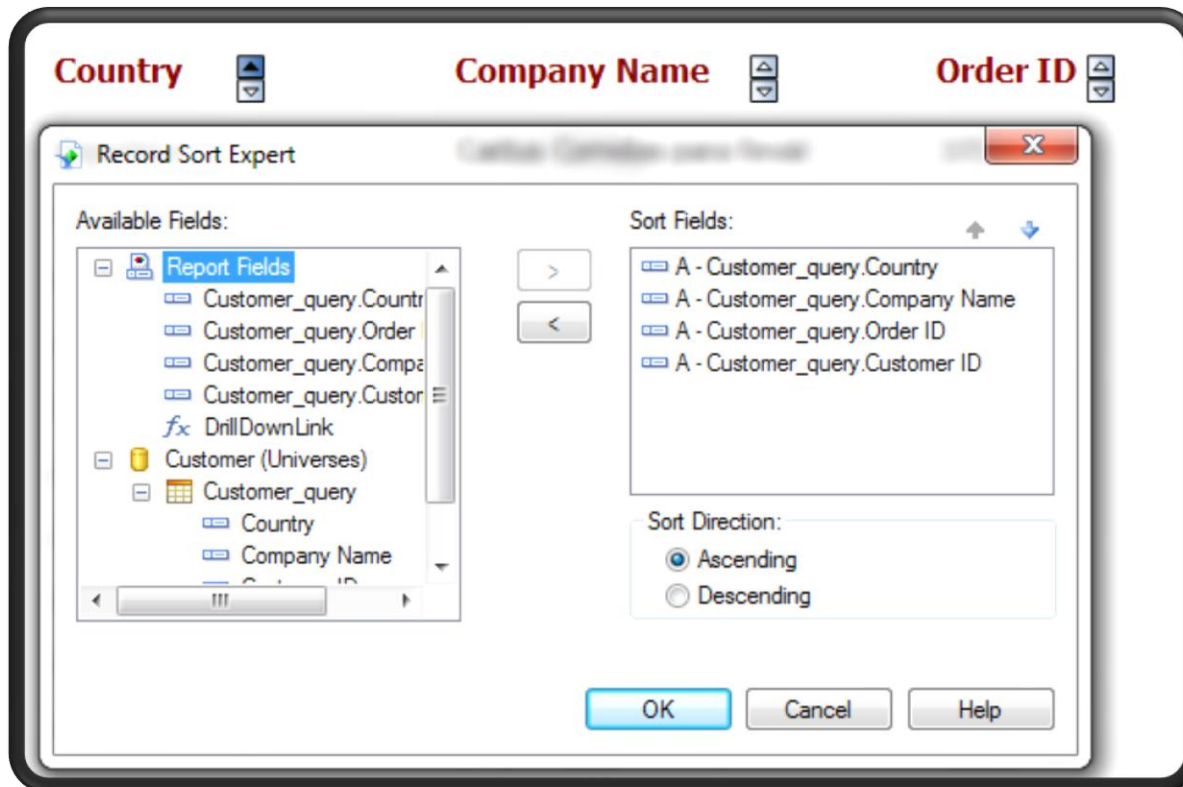 Country
Company Name
Order ID
Record Sort Expert
Available Fields:
Report Fields
Customer_query.Countr
Customer_query.Order
Customer_query.Compa
Customer_query.Custor
fx DrillDownLink
Customer (Universes)
Customer_query
Country
Company Name
>
<
Sort Fields:
A - Customer_query.Country
A - Customer_query.Company Name
A - Customer_query.Order ID
A - Customer_query.Customer ID
Sort Direction:
Ascending
Descending
OK
Cancel
Help